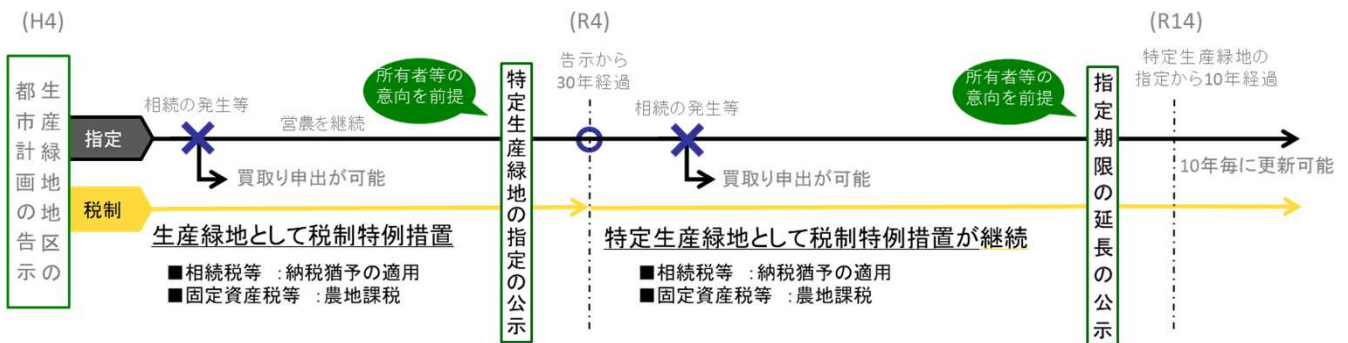 (H4)
(R4)
(R14)
生産緑地地区の
都市計画の告示
指定
税制
相続の発生等
営農を継続
買取り申出が可能
生産緑地として税制特例措置
■相続税等 ：納税猶予の適用
■固定資産税等 ：農地課税
所有者等の
意向を前提
特定生産緑地の指定の公示
告示から
30年経過
相続の発生等
買取り申出が可能
特定生産緑地として税制特例措置が継続
■相続税等 ：納税猶予の適用
■固定資産税等 ：農地課税
所有者等の
意向を前提
指定期限の延長の公示
特定生産緑地の
指定から10年経過
10年毎に更新可能